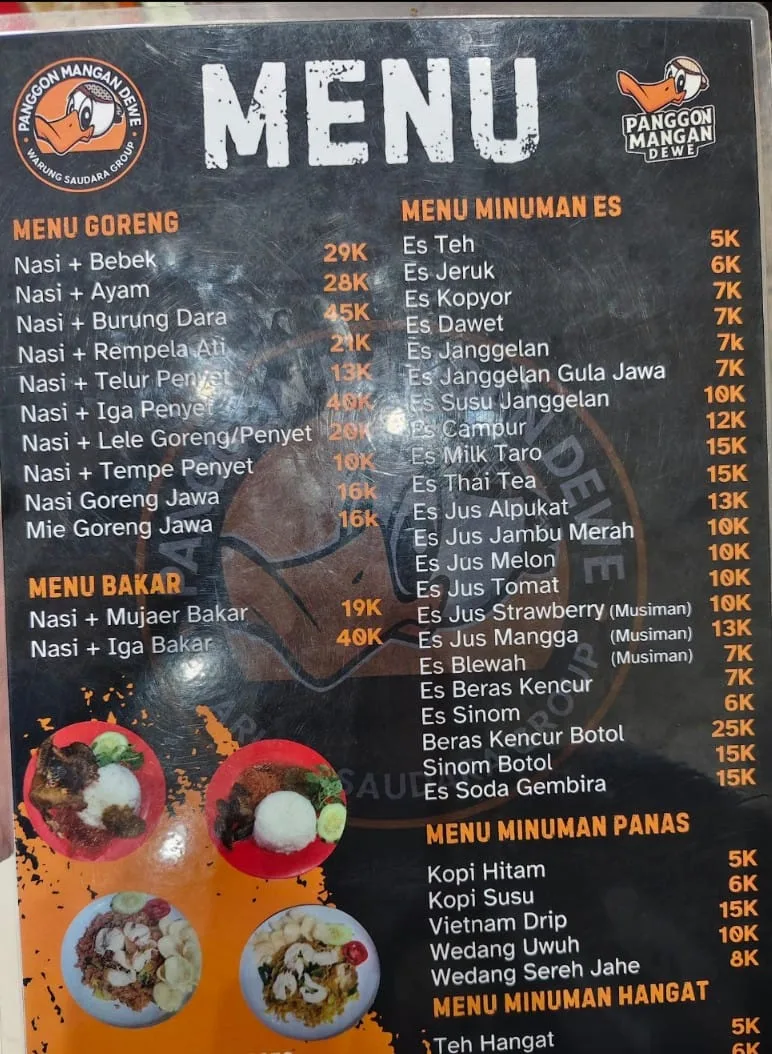 PANGGON MANGAN DEWE
WARUNG SAUDARA GROUP
MENU
PANGGON
MANGAN
DEWE
MENU GORENG
Nasi + Bebek 29K
Nasi + Ayam 28K
Nasi + Burung Dara 45K
Nasi + Rempela Ati 21K
Nasi + Telur Penyet 13K
Nasi + Iga Penyet 40K
Nasi + Lele Goreng/Penyet 20K
Nasi + Tempe Penyet 10K
Nasi Goreng Jawa 16k
Mie Goreng Jawa 16k
MENU BAKAR
Nasi + Mujaer Bakar 19K
Nasi + Iga Bakar 40K
MENU MINUMAN ES
Es Teh 5K
Es Jeruk 6K
Es Kopyor 7K
Es Dawet 7K
Es Janggelan 7k
Es Janggelan Gula Jawa 7K
Es Susu Janggelan 10K
Es Campur 12K
Es Milk Taro 15K
Es Thai Tea 15K
Es Jus Alpukat 13K
Es Jus Jambu Merah 10K
Es Jus Melon 10K
Es Jus Tomat 10K
Es Jus Strawberry (Musiman) 10K
Es Jus Mangga (Musiman) 13K
Es Blewah (Musiman) 7K
Es Beras Kencur 7K
Es Sinom 6K
Beras Kencur Botol 25K
Sinom Botol 15K
Es Soda Gembira 15K
MENU MINUMAN PANAS
Kopi Hitam 5K
Kopi Susu 6K
Vietnam Drip 15K
Wedang Uwuh 10K
Wedang Sereh Jahe 8K
MENU MINUMAN HANGAT
Teh Hangat 5K
6K